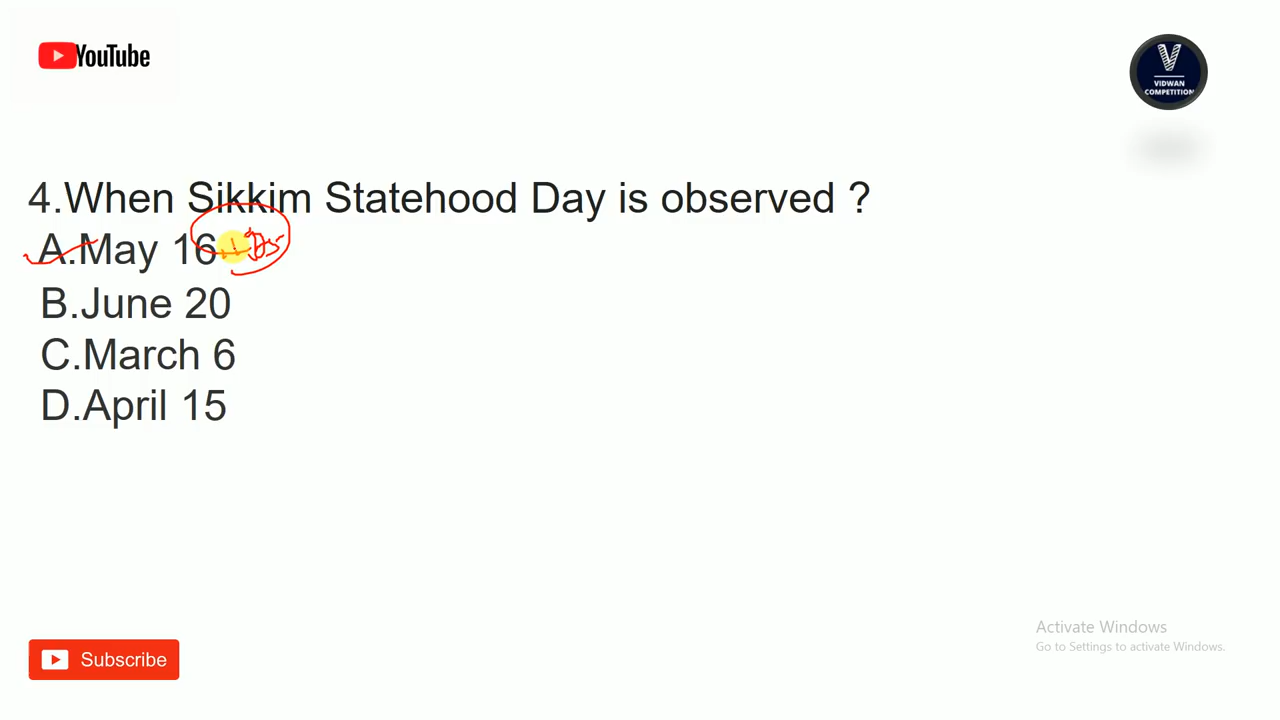 YouTube
VIDWAN
COMPETITION
4.When Sikkim Statehood Day is observed ?
A.May 16
B.June 20
C.March 6
D.April 15
Activate Windows
Go to Settings to activate Windows.
Subscribe